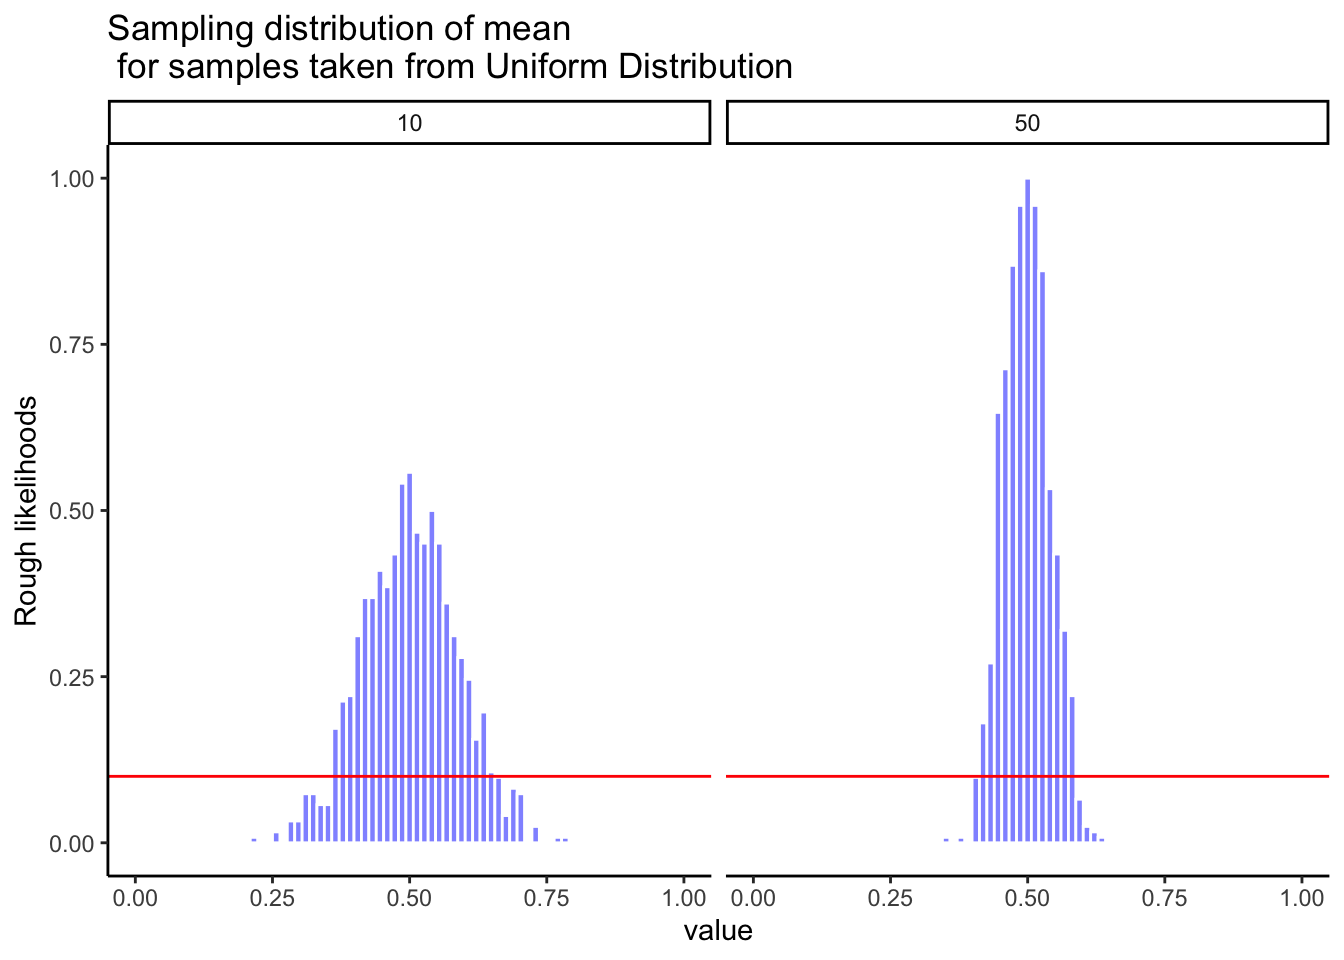 Sampling distribution of mean
for samples taken from Uniform Distribution
10
50
1.00
0.75
0.50
0.25
0.00
Rough likelihoods
0.00 0.25 0.50 0.75 1.00
0.00 0.25 0.50 0.75 1.00
value